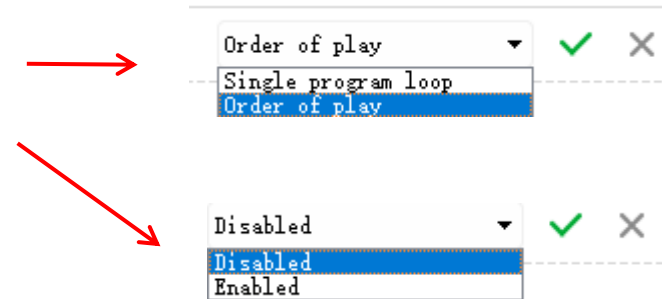 Order of play
Single program loop
Order of play
Disabled
Disabled
Enabled